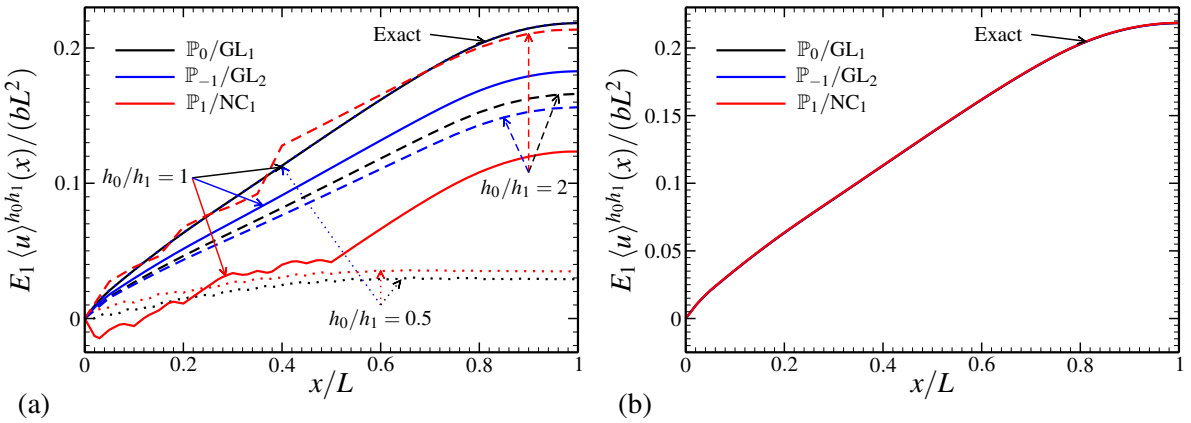 0.2
0.1
0
0 0.2 0.4 0.6 0.8 1
E₁ ⟨u⟩^{h₀h₁}(x)/(bL²)
x/L
ℙ₀/GL₁
ℙ₋₁/GL₂
ℙ₁/NC₁
Exact
h₀/h₁ = 1
h₀/h₁ = 2
h₀/h₁ = 0.5
(a)
0.2
0.15
0.1
0.05
0
0 0.2 0.4 0.6 0.8 1
E₁ ⟨u⟩^{h₀h₁}(x)/(bL²)
x/L
ℙ₀/GL₁
ℙ₋₁/GL₂
ℙ₁/NC₁
Exact
(b)